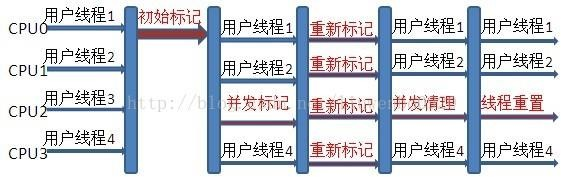 CPU0 用户线程1 初始标记 用户线程1 重新标记 用户线程1 用户线程1
CPU1 用户线程2 用户线程2 重新标记 用户线程2 用户线程2
CPU2 用户线程3 并发标记 重新标记 并发清理 线程重置
CPU3 用户线程4 用户线程4 重新标记 用户线程4 用户线程4